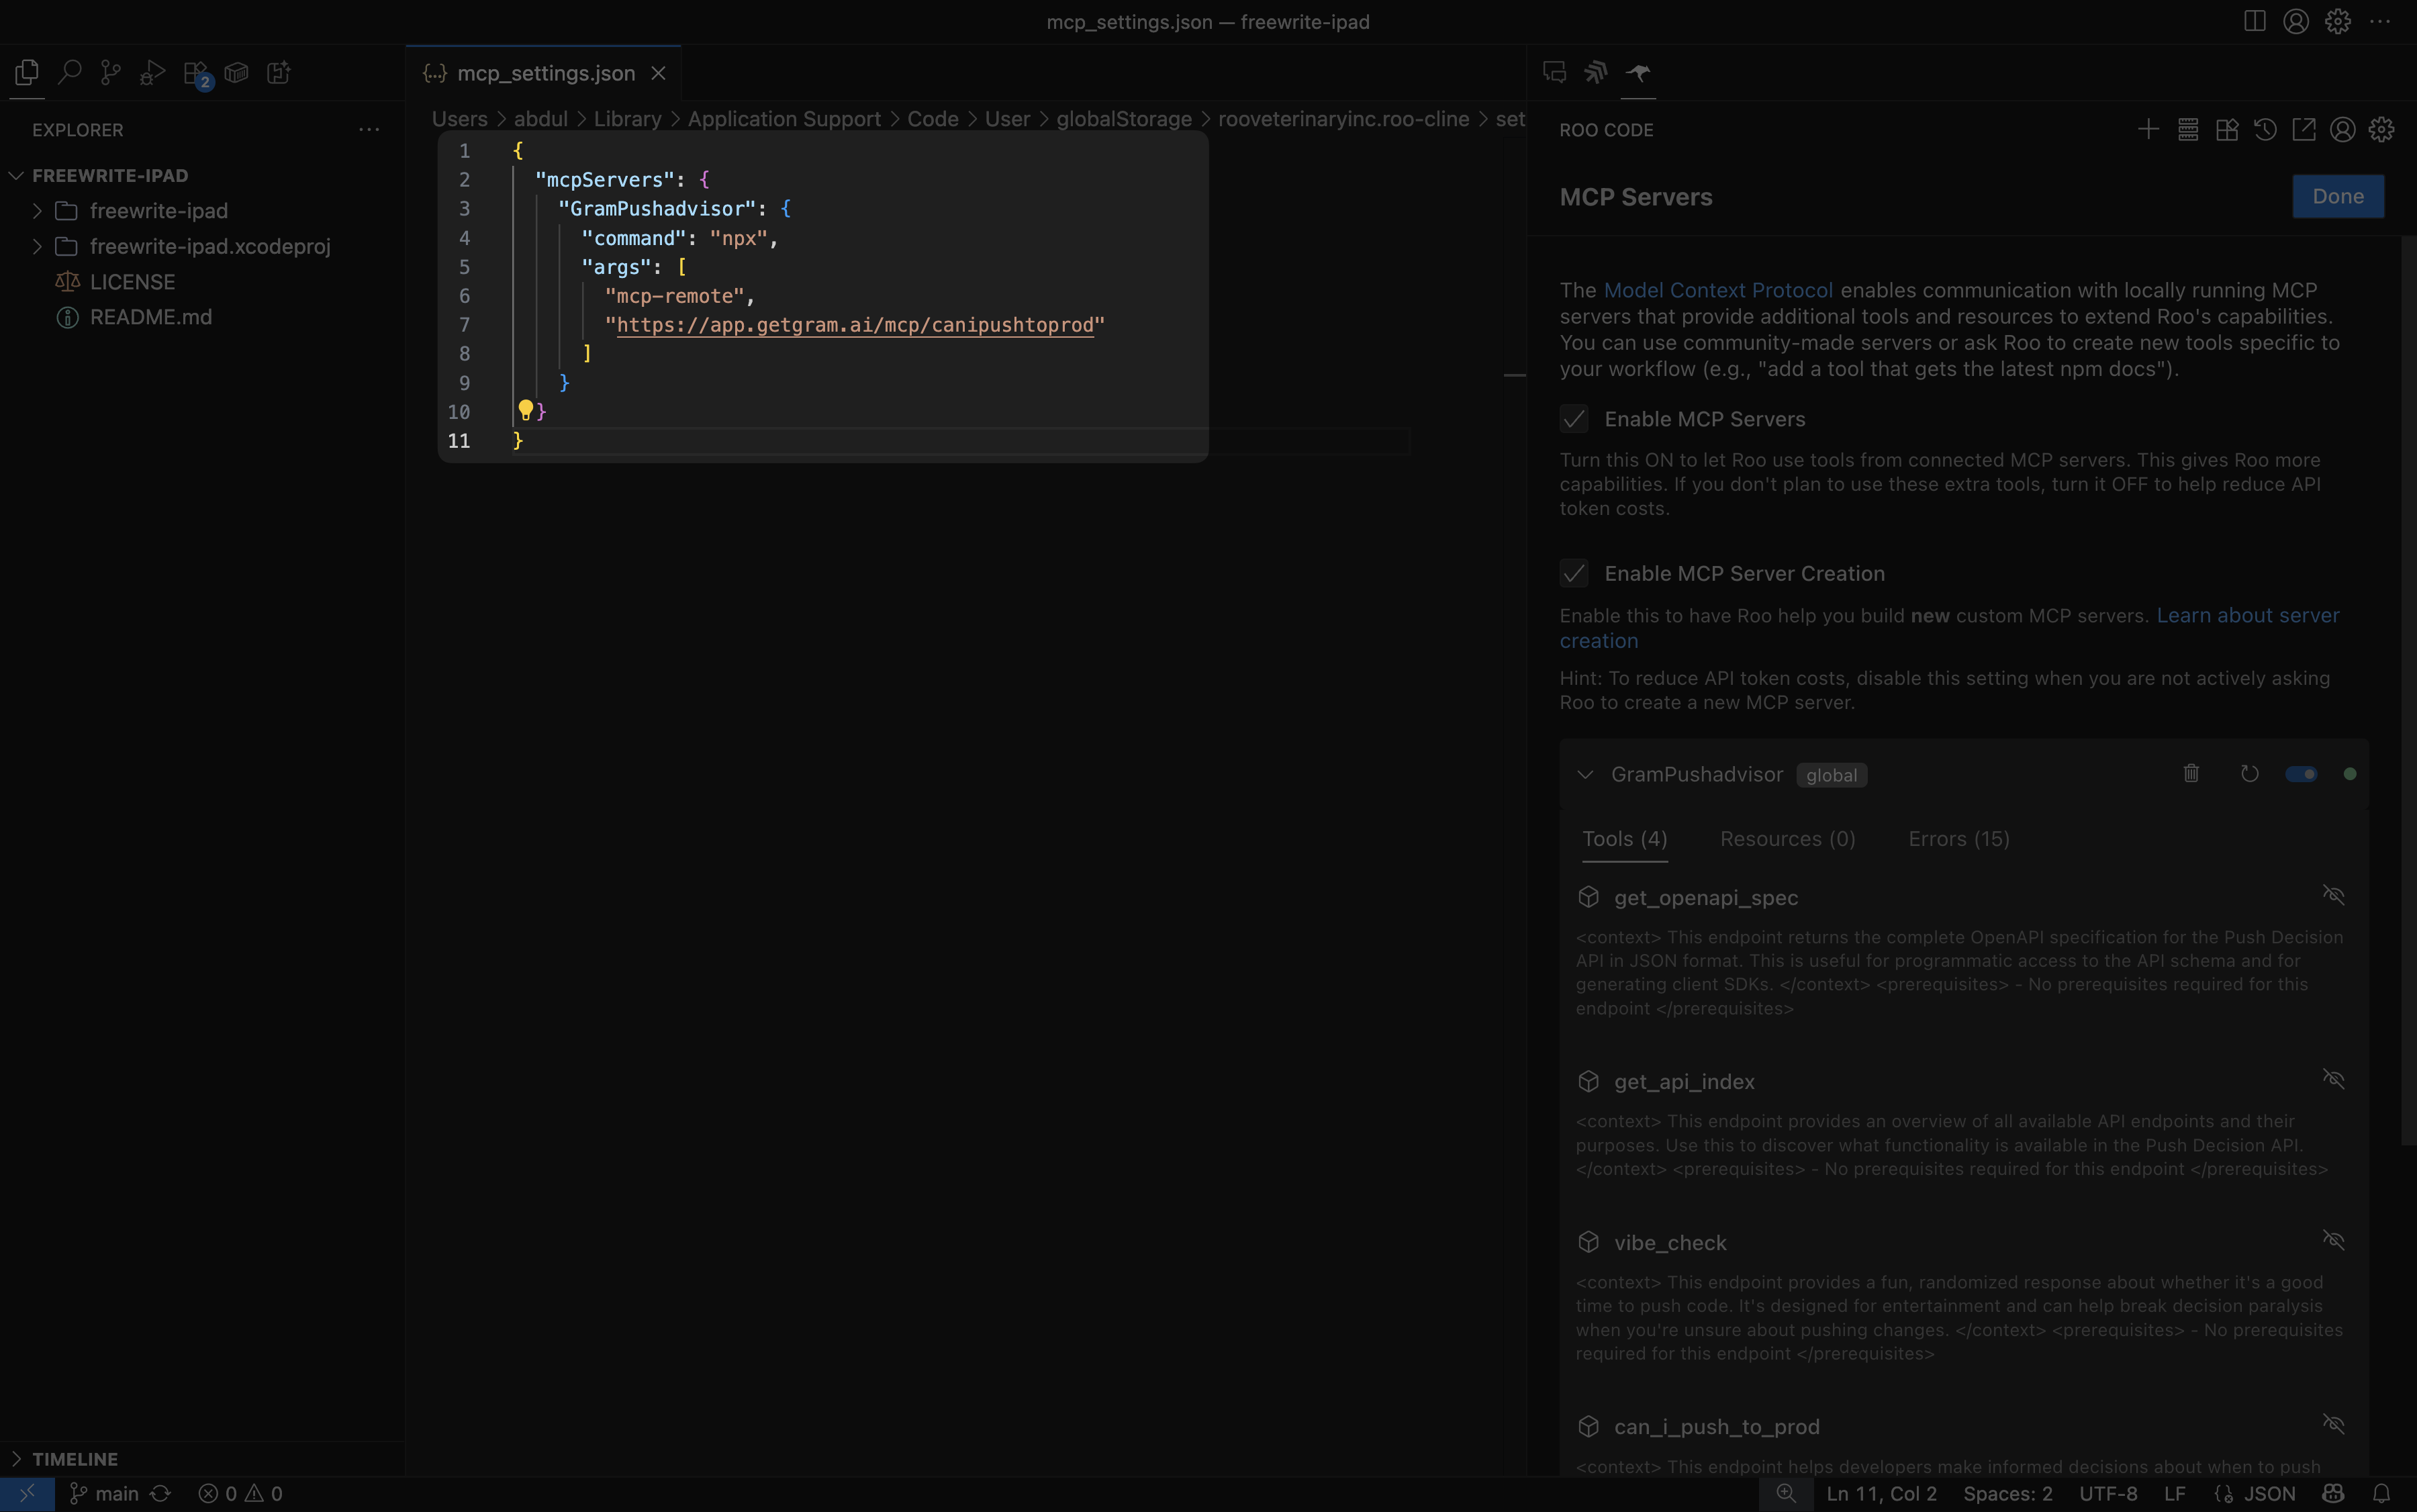 mcp_settings.json — freewrite-ipad
2
mcp_settings.json
EXPLORER
Users > abdul > Library > Application Support > Code > User > globalStorage > rooveterinaryinc.roo-cline > set
FREEWRITE-IPAD
freewrite-ipad
freewrite-ipad.xcodeproj
LICENSE
README.md
1 {
2 "mcpServers": {
3 "GramPushadvisor": {
4 "command": "npx",
5 "args": [
6 "mcp-remote",
7 "https://app.getgram.ai/mcp/canipushtoprod"
8 ]
9 }
10 }
11 }
ROO CODE
MCP Servers
Done
The Model Context Protocol enables communication with locally running MCP
servers that provide additional tools and resources to extend Roo's capabilities.
You can use community-made servers or ask Roo to create new tools specific to
your workflow (e.g., "add a tool that gets the latest npm docs").
Enable MCP Servers
Turn this ON to let Roo use tools from connected MCP servers. This gives Roo more
capabilities. If you don't plan to use these extra tools, turn it OFF to help reduce API
token costs.
Enable MCP Server Creation
Enable this to have Roo help you build new custom MCP servers. Learn about server
creation
Hint: To reduce API token costs, disable this setting when you are not actively asking
Roo to create a new MCP server.
GramPushadvisor global
Tools (4) Resources (0) Errors (15)
get_openapi_spec
<context> This endpoint returns the complete OpenAPI specification for the Push Decision
API in JSON format. This is useful for programmatic access to the API schema and for
generating client SDKs. </context> <prerequisites> - No prerequisites required for this
endpoint </prerequisites>
get_api_index
<context> This endpoint provides an overview of all available API endpoints and their
purposes. Use this to discover what functionality is available in the Push Decision API.
</context> <prerequisites> - No prerequisites required for this endpoint </prerequisites>
vibe_check
<context> This endpoint provides a fun, randomized response about whether it's a good
time to push code. It's designed for entertainment and can help break decision paralysis
when you're unsure about pushing changes. </context> <prerequisites> - No prerequisites
required for this endpoint </prerequisites>
can_i_push_to_prod
<context> This endpoint helps developers make informed decisions about when to push
TIMELINE
main 0 0
Ln 11, Col 2 Spaces: 2 UTF-8 LF {} JSON